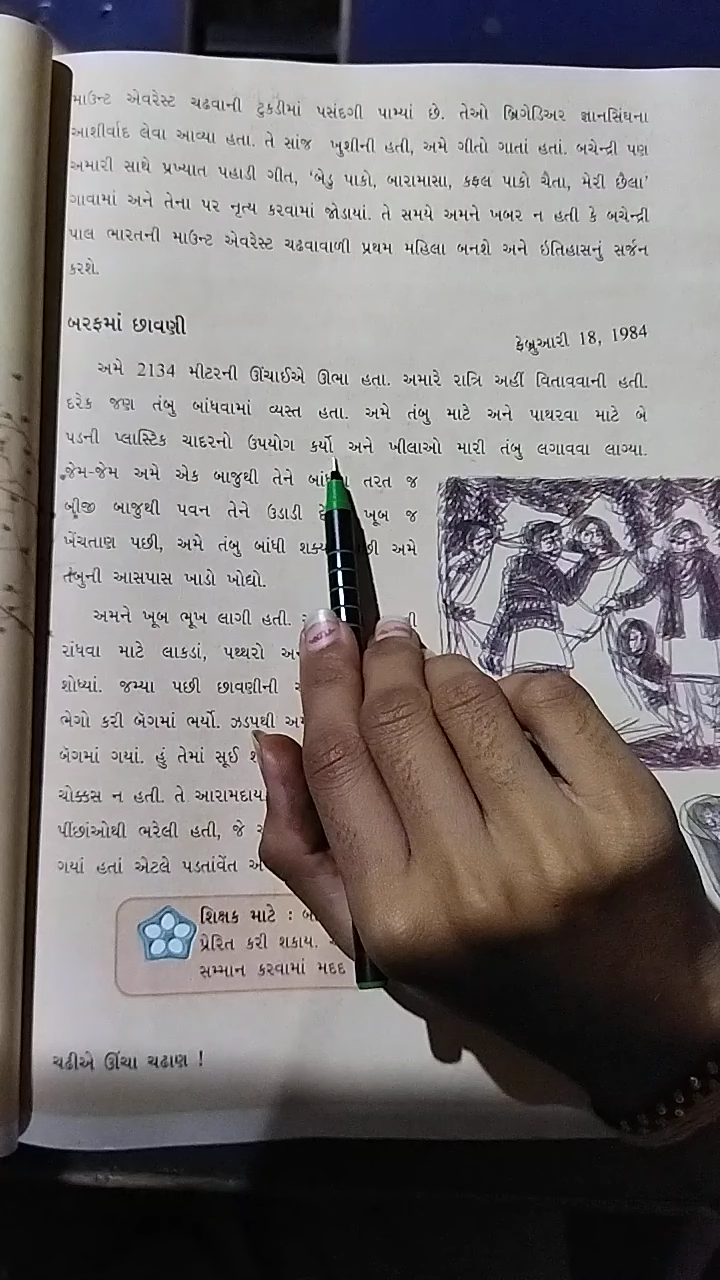 માઉન્ટ એવરેસ્ટ ચઢવાની ટુકડીમાં પસંદગી પામ્યાં છે. તેઓ બ્રિગેડિઅર જ્ઞાનસિંઘના
આશીર્વાદ લેવા આવ્યા હતા. તે સાંજ ખુશીની હતી, અમે ગીતો ગાતાં હતાં. બચેન્દ્રી પણ
અમારી સાથે પ્રખ્યાત પહાડી ગીત, ‘બેડુ પાકો, બારામાસા, કફલ પાકો ચૈતા, મેરી છૈલા’
ગાવામાં અને તેના પર નૃત્ય કરવામાં જોડાયાં. તે સમયે અમને ખબર ન હતી કે બચેન્દ્રી
પાલ ભારતની માઉન્ટ એવરેસ્ટ ચઢવાવાળી પ્રથમ મહિલા બનશે અને ઇતિહાસનું સર્જન
કરશે.
બરફમાં છાવણી
ફેબ્રુઆરી 18, 1984
અમે 2134 મીટરની ઊંચાઈએ ઊભા હતા. અમારે રાત્રિ અહીં વિતાવવાની હતી.
દરેક જણ તંબુ બાંધવામાં વ્યસ્ત હતા. અમે તંબુ માટે અને પાથરવા માટે બે
પડની પ્લાસ્ટિક ચાદરનો ઉપયોગ કર્યો અને ખીલાઓ મારી તંબુ લગાવવા લાગ્યા.
જેમ-જેમ અમે એક બાજુથી તેને તરત જ
બીજી બાજુથી પવન તેને ઉડાડી ખૂબ જ
ખેંચતાણ પછી, અમે તંબુ બાંધી અમે
તંબુની આસપાસ ખાડો ખોદ્યો.
અમને ખૂબ ભૂખ લાગી હતી.
રાંધવા માટે લાકડાં, પથ્થરો
શોધ્યાં. જમ્યા પછી છાવણીની
ભેગો કરી બૅગમાં ભર્યો. ઝડપથી
બૅગમાં ગયાં. હું તેમાં સૂઈ
ચોક્કસ ન હતી. તે
પીંછાંઓથી ભરેલી હતી, જે
ગયાં હતાં એટલે પડતાંવેંત
શિક્ષક માટે :
પ્રેરિત કરી શકાય.
સમ્માન કરવામાં મદદ
ચઢીએ ઊંચા ચઢાણ !